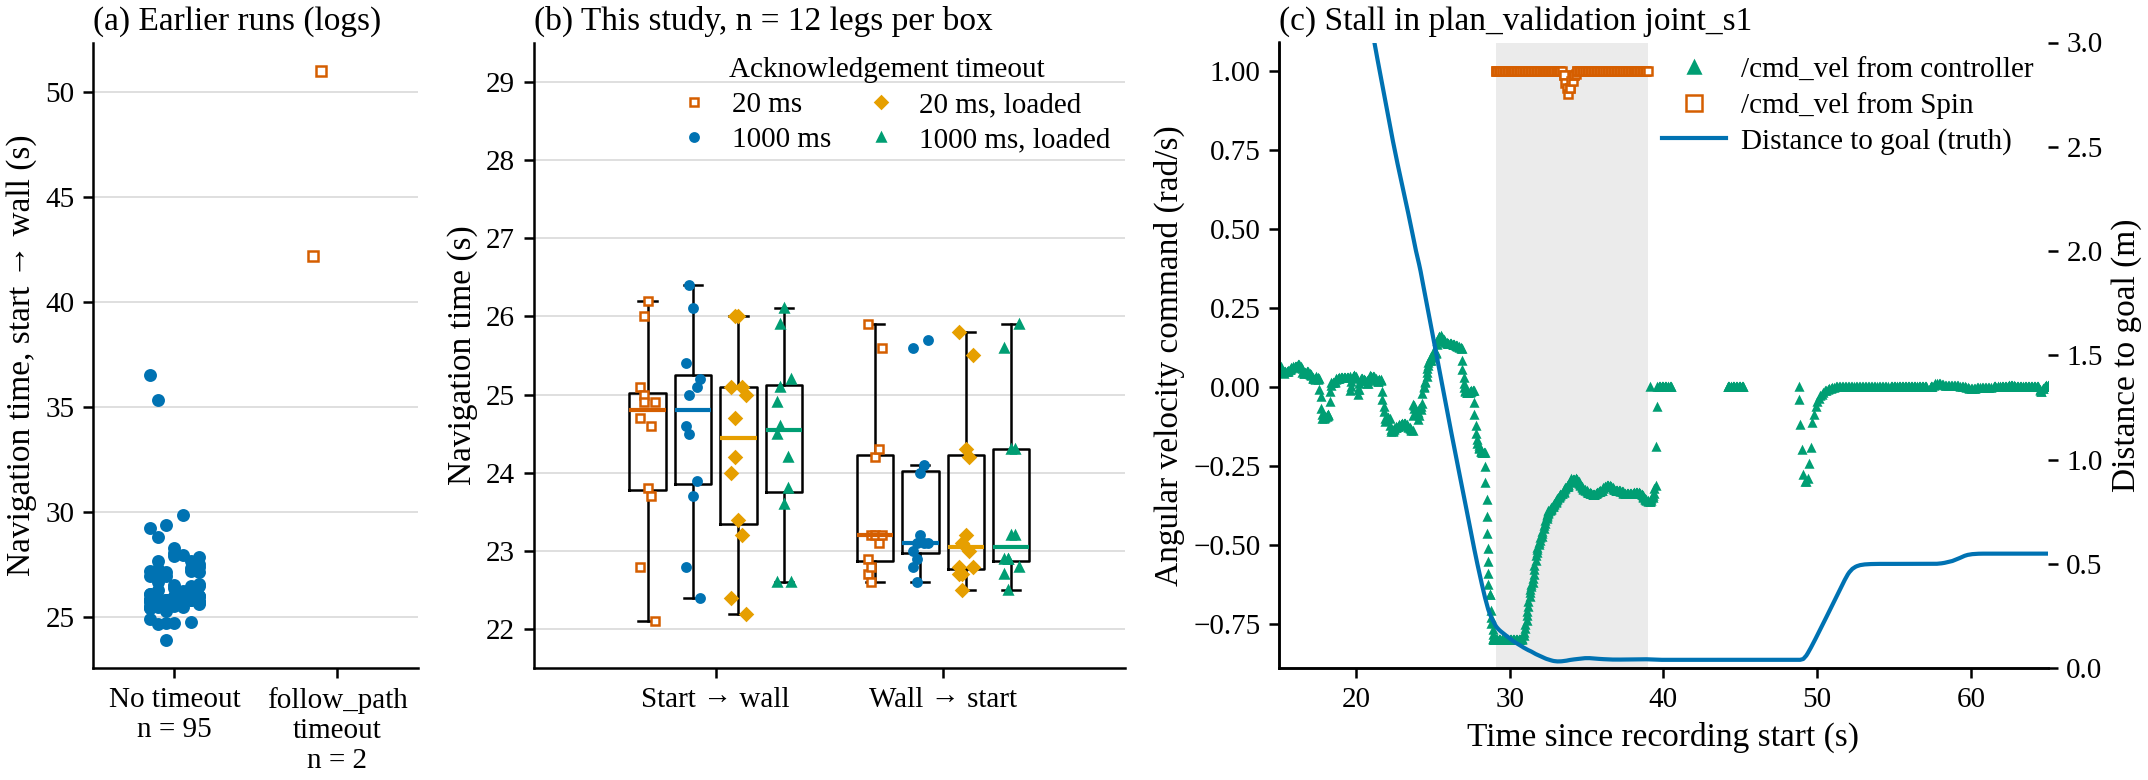 (a) Earlier runs (logs)
Navigation time, start → wall (s)
50
45
40
35
30
25
No timeout
n = 95
follow_path
timeout
n = 2
(b) This study, n = 12 legs per box
Navigation time (s)
29
28
27
26
25
24
23
22
Acknowledgement timeout
20 ms
1000 ms
20 ms, loaded
1000 ms, loaded
Start → wall
Wall → start
(c) Stall in plan_validation joint_s1
Angular velocity command (rad/s)
1.00
0.75
0.50
0.25
0.00
−0.25
−0.50
−0.75
/cmd_vel from controller
/cmd_vel from Spin
Distance to goal (truth)
3.0
2.5
2.0
1.5
1.0
0.5
0.0
Distance to goal (m)
20
30
40
50
60
Time since recording start (s)